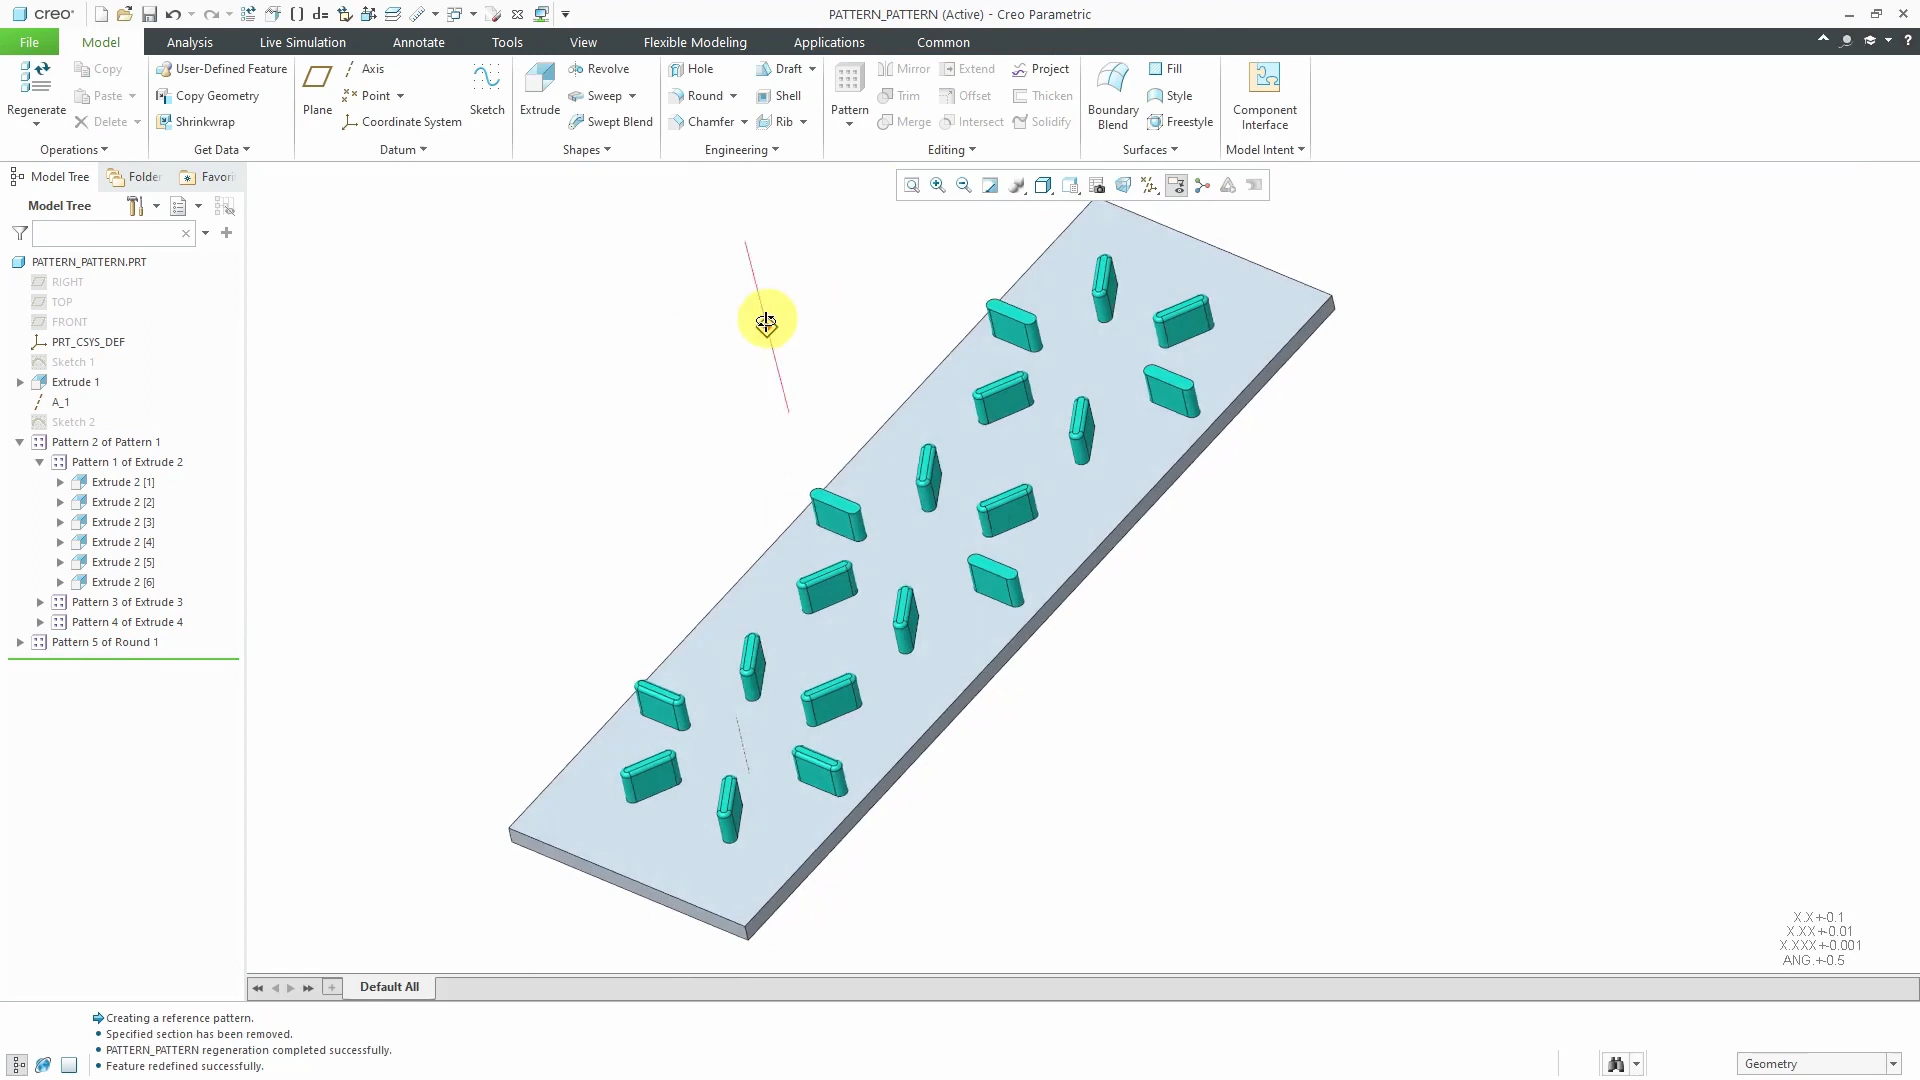 creo PATTERN_PATTERN (Active) - Creo Parametric
File Model Analysis Live Simulation Annotate Tools View Flexible Modeling Applications Common
Regenerate Copy Paste Delete
Operations
User-Defined Feature
Copy Geometry
Shrinkwrap
Get Data
Plane Axis Point Coordinate System Sketch
Datum
Extrude Revolve Sweep Swept Blend
Shapes
Hole Draft
Round Shell
Chamfer Rib
Engineering
Pattern Mirror Extend Project
Trim Offset Thicken
Merge Intersect Solidify
Editing
Boundary Blend Fill Style Freestyle
Surfaces
Component Interface
Model Intent
Model Tree Folder Favori
Model Tree
PATTERN_PATTERN.PRT
RIGHT
TOP
FRONT
PRT_CSYS_DEF
Sketch 1
Extrude 1
A_1
Sketch 2
Pattern 2 of Pattern 1
Pattern 1 of Extrude 2
Extrude 2 [1]
Extrude 2 [2]
Extrude 2 [3]
Extrude 2 [4]
Extrude 2 [5]
Extrude 2 [6]
Pattern 3 of Extrude 3
Pattern 4 of Extrude 4
Pattern 5 of Round 1
X.X+-0.1
X.XX+-0.01
X.XXX+-0.001
ANG.+-0.5
Default All
Creating a reference pattern.
• Specified section has been removed.
• PATTERN_PATTERN regeneration completed successfully.
• Feature redefined successfully.
Geometry